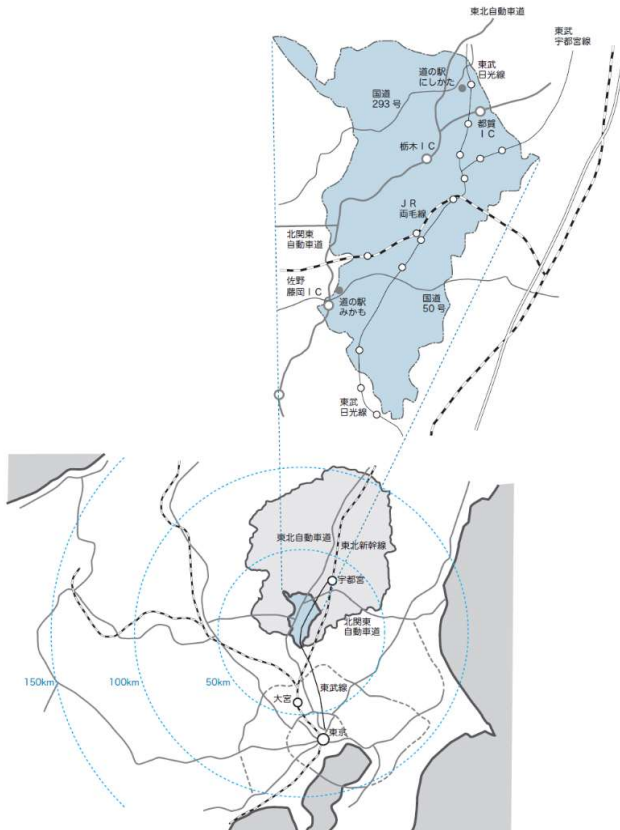 東北自動車道
東武
宇都宮線
東武
日光線
道の駅
にしかた
国道
293号
都賀
IC
栃木IC
JR
両毛線
北関東
自動車道
佐野
藤岡IC
道の駅
みかも
国道
50号
東武
日光線
東北自動車道
東北新幹線
宇都宮
北関東
自動車道
150km
100km
50km
東武線
大宮
東京